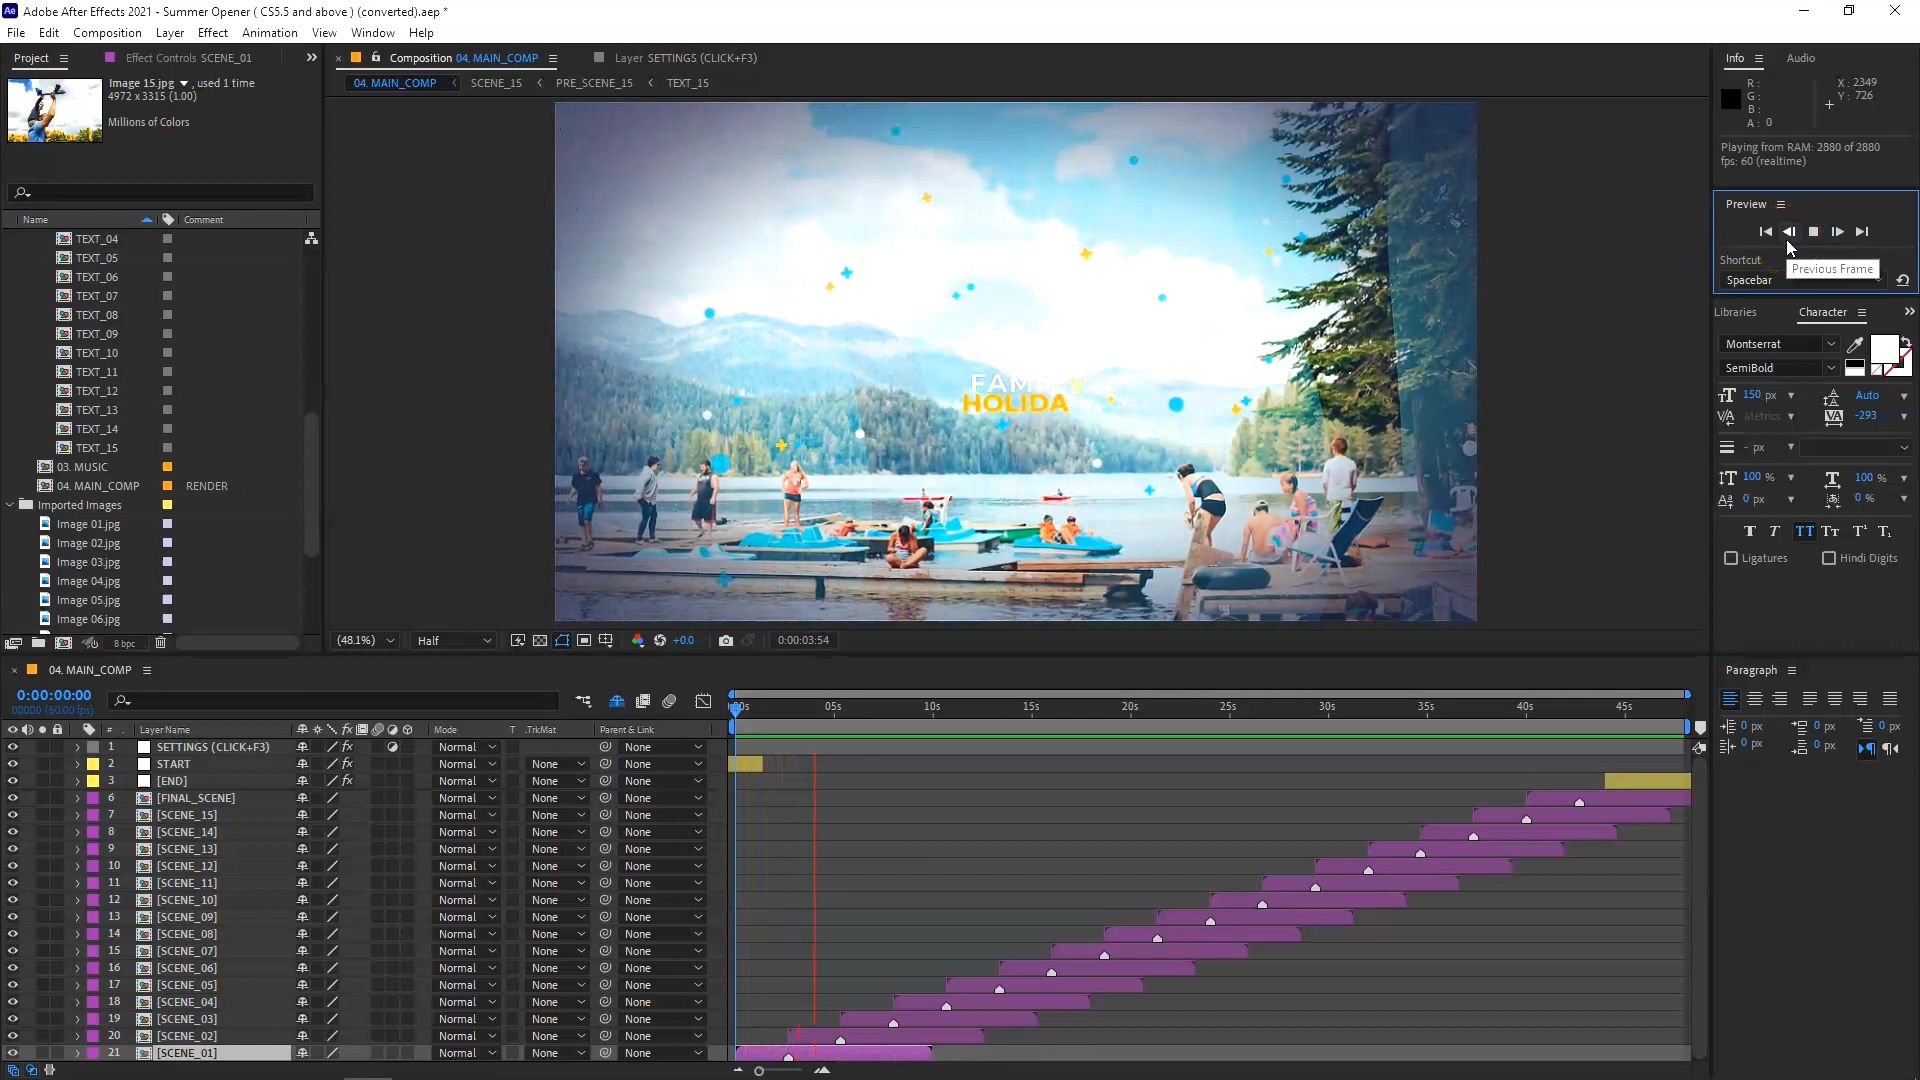 Adobe After Effects 2021 - Summer Opener ( CS5.5 and above ) (converted).aep *
File Edit Composition Layer Effect Animation View Window Help
Project
Effect Controls SCENE_01
Image 15.jpg , used 1 time
4972 x 3315 (1.00)
Millions of Colors
Name Comment
TEXT_04
TEXT_05
TEXT_06
TEXT_07
TEXT_08
TEXT_09
TEXT_10
TEXT_11
TEXT_12
TEXT_13
TEXT_14
TEXT_15
03. MUSIC
04. MAIN_COMP RENDER
Imported Images
Image 01.jpg
Image 02.jpg
Image 03.jpg
Image 04.jpg
Image 05.jpg
Image 06.jpg
8 bpc
Composition 04. MAIN_COMP
Layer SETTINGS (CLICK+F3)
04. MAIN_COMP SCENE_15 PRE_SCENE_15 TEXT_15
HOLIDA
(48.1%) Half +0.0 0:00:03:54
Info Audio
R :
G :
B :
A : 0
X : 2349
Y : 726
Playing from RAM: 2880 of 2880
fps: 60 (realtime)
Preview
Shortcut
Previous Frame
Spacebar
Libraries Character
Montserrat
SemiBold
150 px Auto
Metrics -293
- px
100 % 100 %
0 px 0 %
Ligatures Hindi Digits
Paragraph
0 px 0 px 0 px
0 px 0 px
04. MAIN_COMP
0:00:00:00
00000 (60.00 fps)
# Layer Name Mode T .TrkMat Parent & Link
05s 10s 15s 20s 25s 30s 35s 40s 45s
1 SETTINGS (CLICK+F3) Normal None
2 START Normal None None
3 [END] Normal None None
6 [FINAL_SCENE] Normal None None
7 [SCENE_15] Normal None None
8 [SCENE_14] Normal None None
9 [SCENE_13] Normal None None
10 [SCENE_12] Normal None None
11 [SCENE_11] Normal None None
12 [SCENE_10] Normal None None
13 [SCENE_09] Normal None None
14 [SCENE_08] Normal None None
15 [SCENE_07] Normal None None
16 [SCENE_06] Normal None None
17 [SCENE_05] Normal None None
18 [SCENE_04] Normal None None
19 [SCENE_03] Normal None None
20 [SCENE_02] Normal None None
21 [SCENE_01] Normal None None